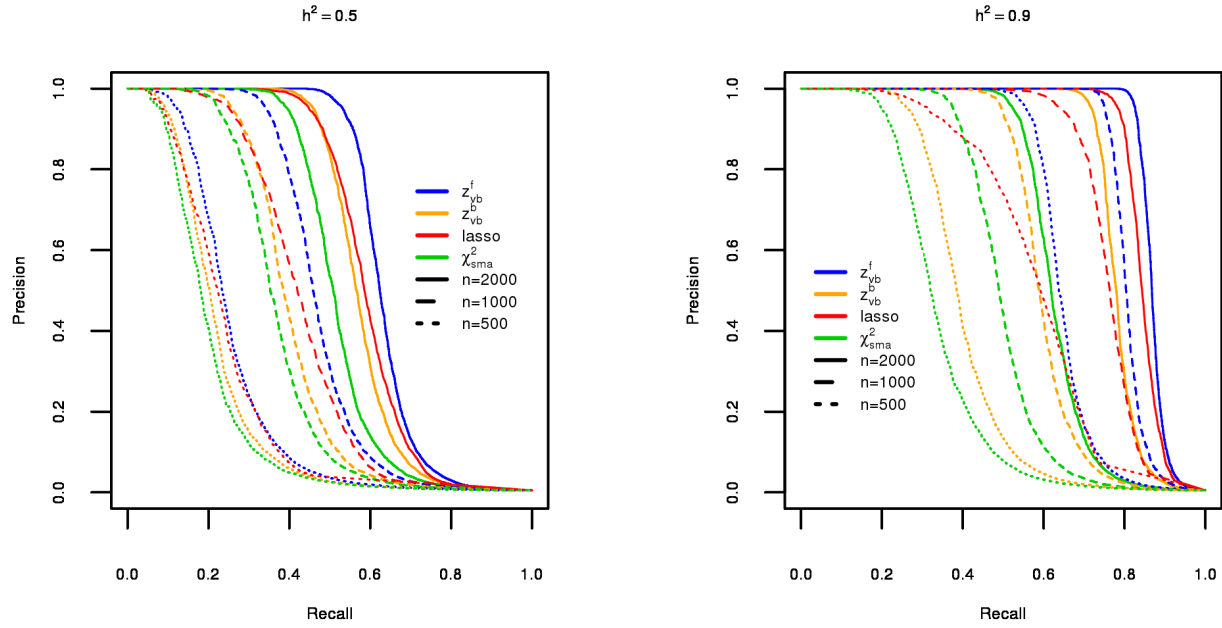 h² = 0.5
Precision
1.0
0.8
0.6
0.4
0.2
0.0
z^f_vb
z^b_vb
lasso
χ²_sma
n=2000
n=1000
n=500
0.0 0.2 0.4 0.6 0.8 1.0
Recall
h² = 0.9
Precision
1.0
0.8
0.6
0.4
0.2
0.0
z^f_vb
z^b_vb
lasso
χ²_sma
n=2000
n=1000
n=500
0.0 0.2 0.4 0.6 0.8 1.0
Recall